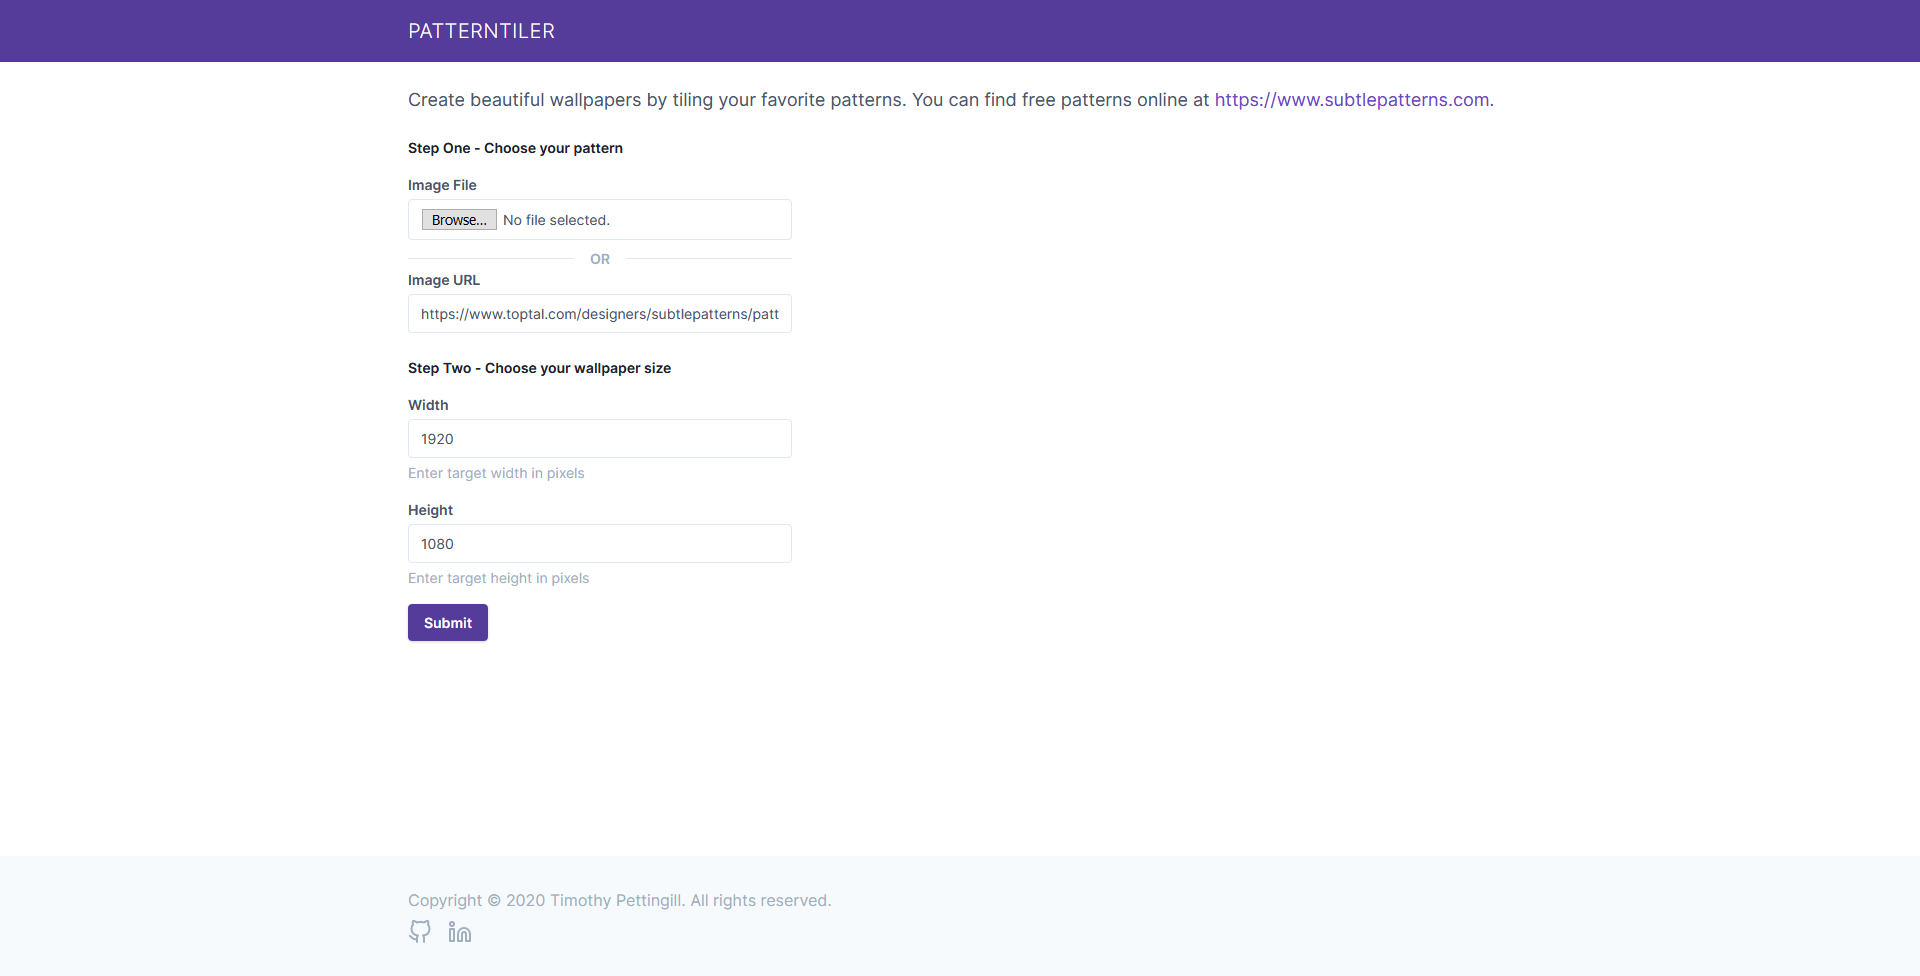 PATTERNTILER
Create beautiful wallpapers by tiling your favorite patterns. You can find free patterns online at https://www.subtlepatterns.com.
Step One - Choose your pattern
Image File
Browse... No file selected.
OR
Image URL
https://www.toptal.com/designers/subtlepatterns/patt
Step Two - Choose your wallpaper size
Width
1920
Enter target width in pixels
Height
1080
Enter target height in pixels
Submit
Copyright © 2020 Timothy Pettingill. All rights reserved.